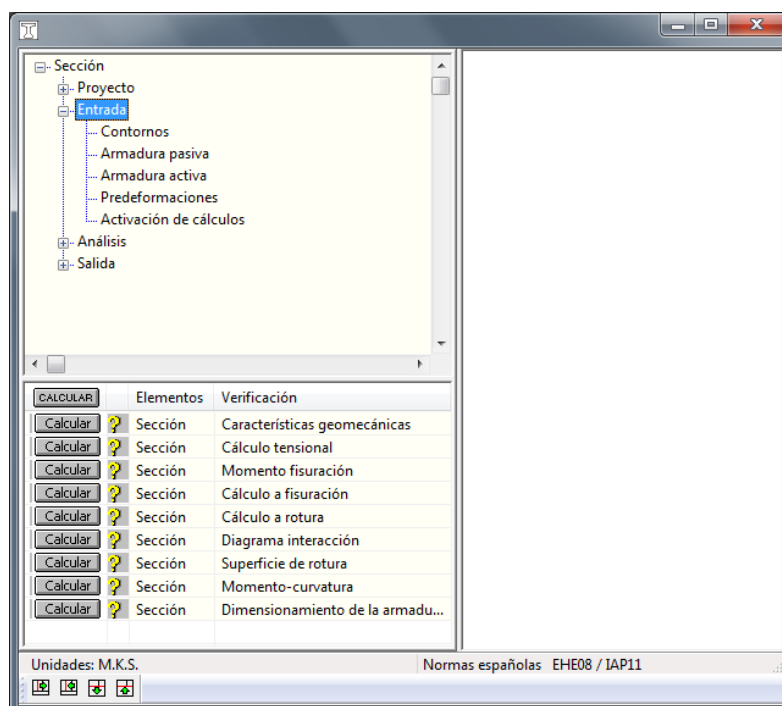 Sección
Proyecto
Entrada
Contornos
Armadura pasiva
Armadura activa
Predeformaciones
Activación de cálculos
Análisis
Salida
CALCULAR Elementos Verificación
Calcular ? Sección Características geomecánicas
Calcular ? Sección Cálculo tensional
Calcular ? Sección Momento fisuración
Calcular ? Sección Cálculo a fisuración
Calcular ? Sección Cálculo a rotura
Calcular ? Sección Diagrama interacción
Calcular ? Sección Superficie de rotura
Calcular ? Sección Momento-curvatura
Calcular ? Sección Dimensionamiento de la armadu...
Unidades: M.K.S. Normas españolas EHE08 / IAP11